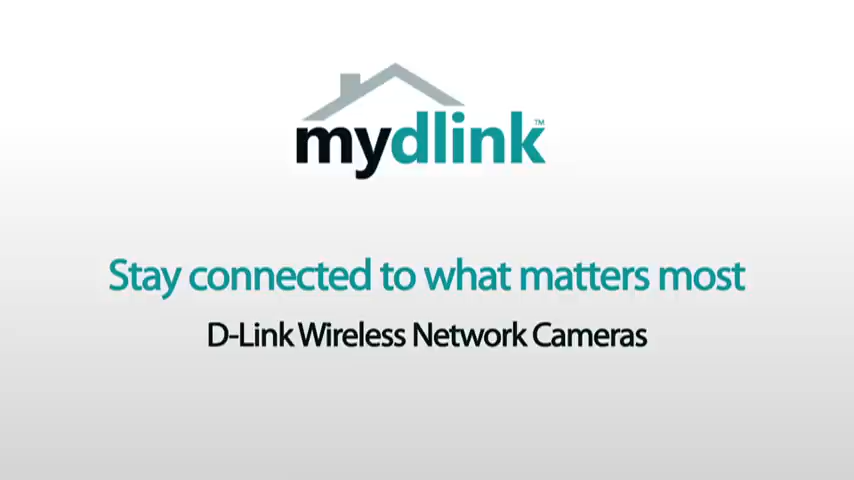 mydlink™
Stay connected to what matters most
D-Link Wireless Network Cameras